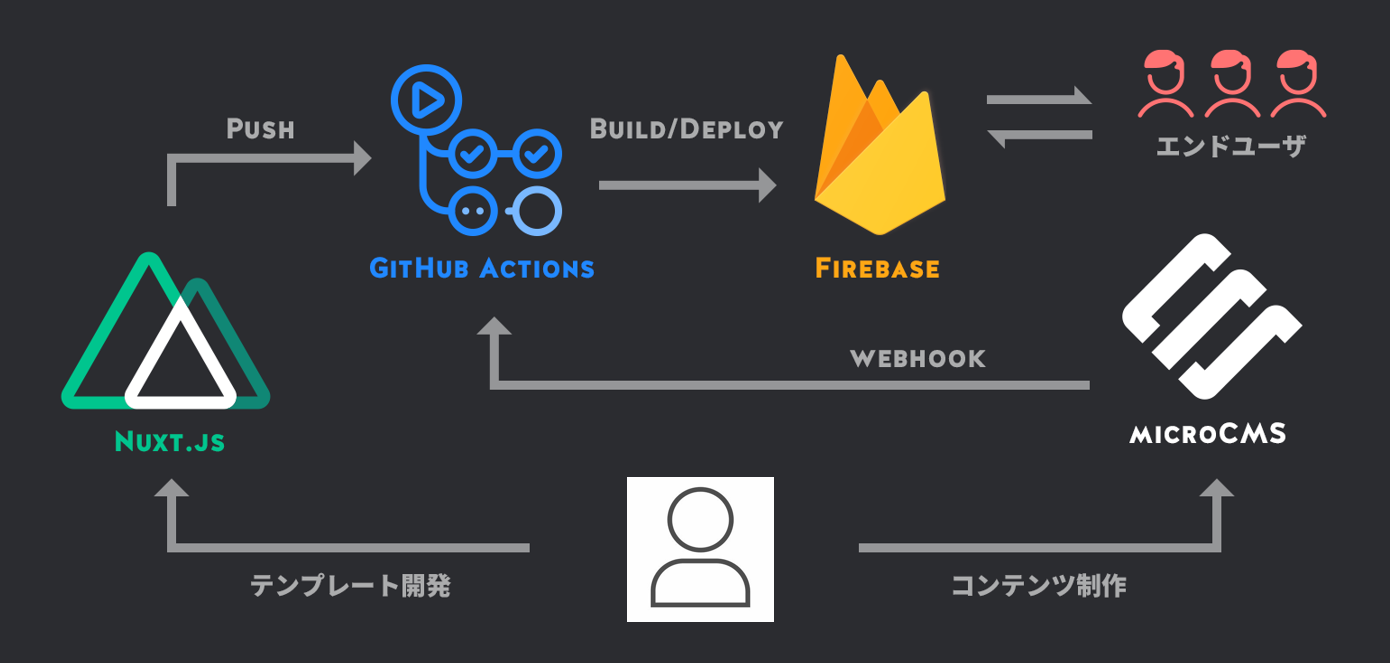 Push
Build/Deploy
エンドユーザ
GitHub Actions
Firebase
webhook
Nuxt.js
microCMS
テンプレート開発
コンテンツ制作